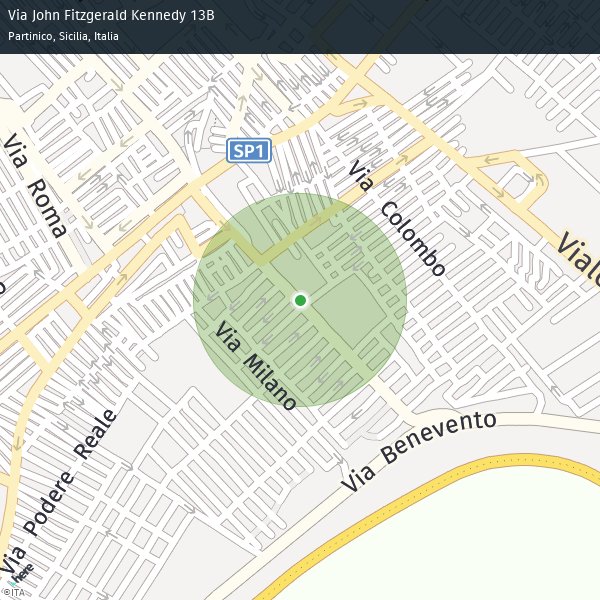 Via John Fitzgerald Kennedy 13B
Partinico, Sicilia, Italia
SP1
Via Roma
Via Colombo
Viale
o
Via Milano
Via Benevento
Via Podere Reale
here
©ITA